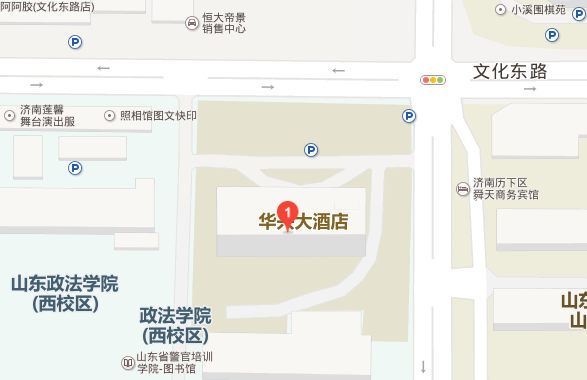 阿阿胶(文化东路店)
恒大帝景
销售中心
小溪围棋苑
P
P
P
文化东路
济南莲馨
舞台演出服
照相馆图文快印
P
P
P
济南历下区
舜天商务宾馆
1
华 大酒店
山东政法学院
(西校区)
政法学院
(西校区)
山东省警官培训
学院-图书馆
山